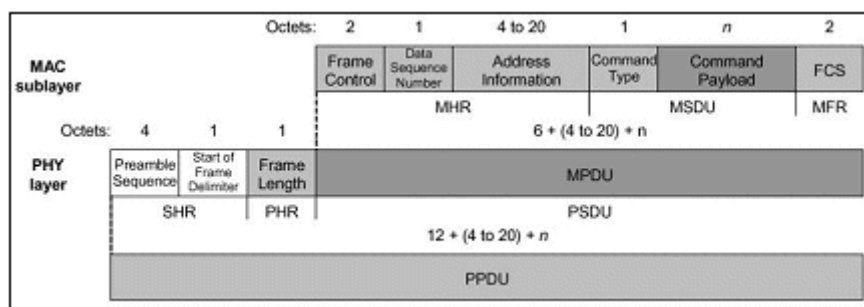 Octets: 2 1 4 to 20 1 n 2
MAC sublayer
Frame Control
Data Sequence Number
Address Information
Command Type
Command Payload
FCS
MHR MSDU MFR
Octets: 4 1 1 6 + (4 to 20) + n
PHY layer
Preamble Sequence
Start of Frame Delimiter
Frame Length
MPDU
SHR PHR PSDU
12 + (4 to 20) + n
PPDU